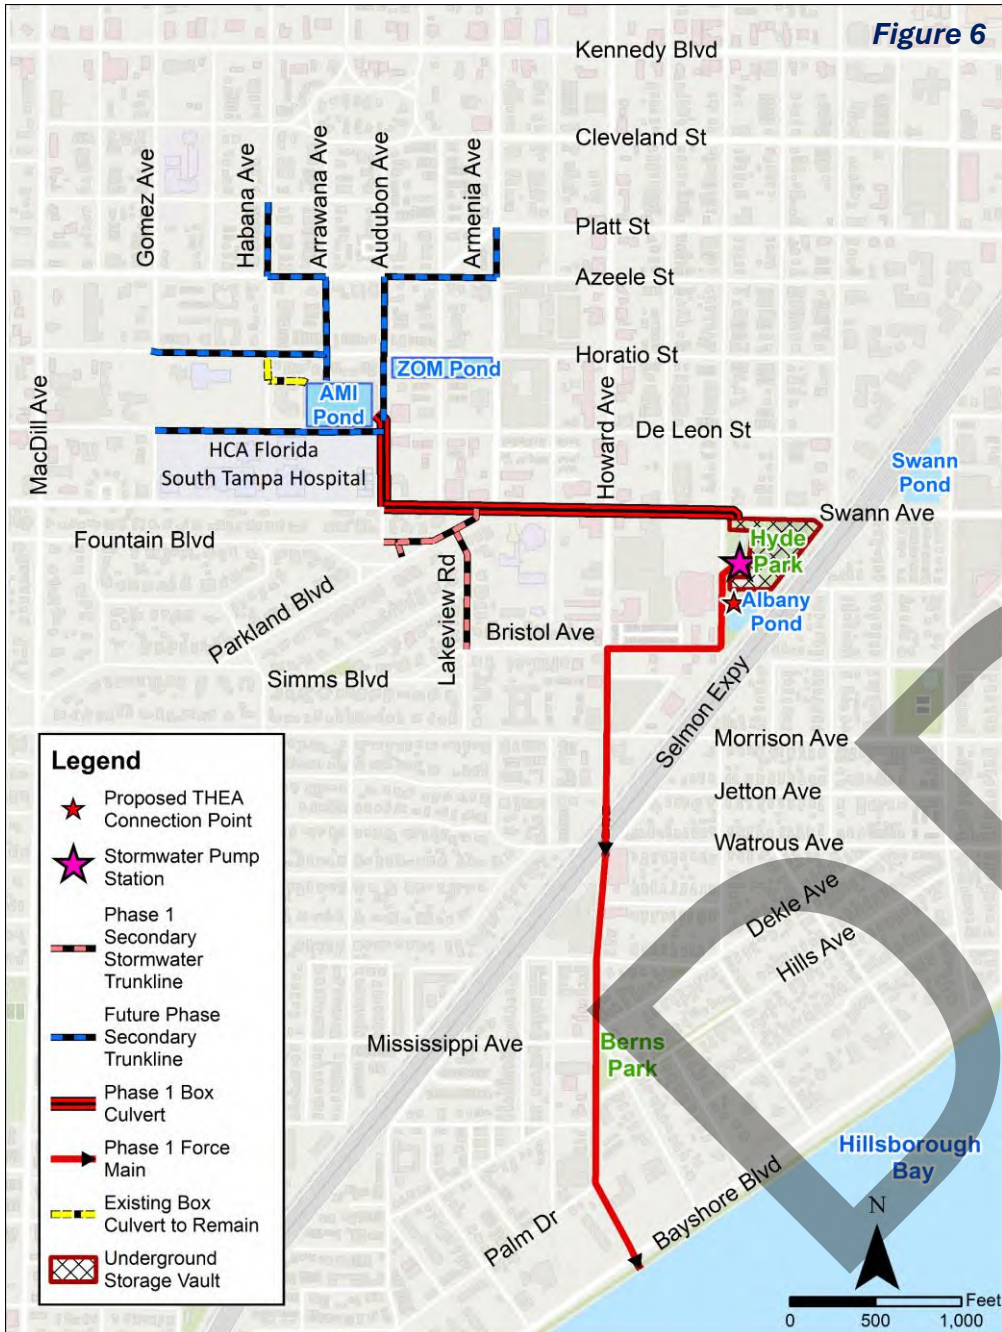 Figure 6
Kennedy Blvd
Cleveland St
Gomez Ave
Habana Ave
Arrawana Ave
Audubon Ave
Armenia Ave
Platt St
Azeele St
Horatio St
ZOM Pond
AMI
Pond
MacDill Ave
Howard Ave
De Leon St
HCA Florida
South Tampa Hospital
Swann
Pond
Swann Ave
Fountain Blvd
Hyde
Park
Parkland Blvd
Lakeview Rd
Albany
Pond
Bristol Ave
Simms Blvd
Selmon Expy
Morrison Ave
Jetton Ave
Watrous Ave
Dekle Ave
Hills Ave
Mississippi Ave
Berns
Park
Hillsborough
Bay
Bayshore Blvd
Palm Dr
Legend
Proposed THEA
Connection Point
Stormwater Pump
Station
Phase 1
Secondary
Stormwater
Trunkline
Future Phase
Secondary
Trunkline
Phase 1 Box
Culvert
Phase 1 Force
Main
Existing Box
Culvert to Remain
Underground
Storage Vault
N
Feet
0 500 1,000